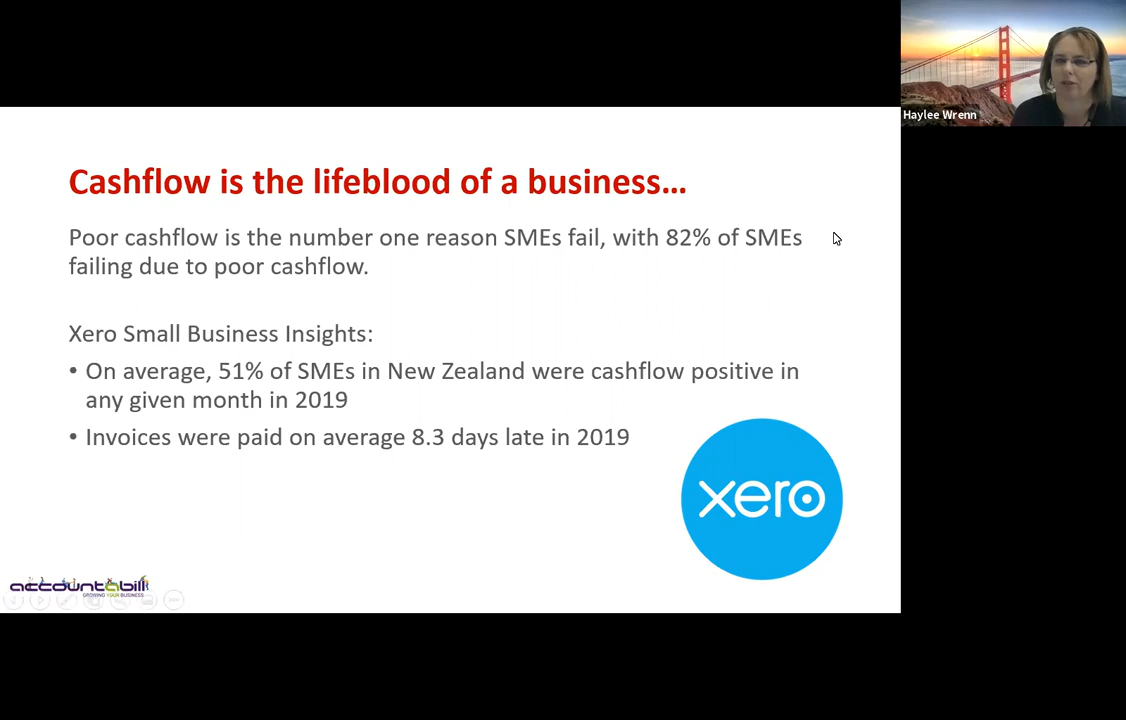 Haylee Wrenn
Cashflow is the lifeblood of a business...
Poor cashflow is the number one reason SMEs fail, with 82% of SMEs
failing due to poor cashflow.
Xero Small Business Insights:
• On average, 51% of SMEs in New Zealand were cashflow positive in
any given month in 2019
• Invoices were paid on average 8.3 days late in 2019
xero
accountabill
GROWING YOUR BUSINESS